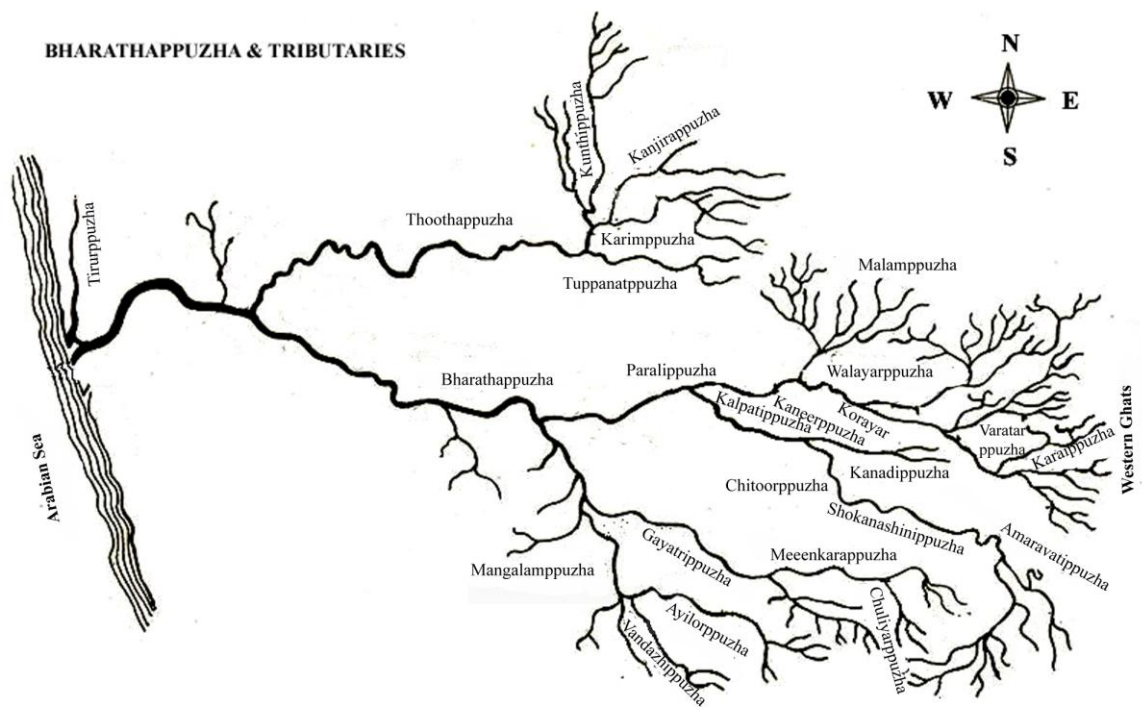 BHARATHAPPUZHA & TRIBUTARIES
N
W
E
S
Kunthippuzha
Kanjirappuzha
Tirurppuzha
Thoothappuzha
Karimppuzha
Tuppanatppuzha
Malamppuzha
Bharathappuzha
Paralippuzha
Walayarppuzha
Kalpatippuzha
Kaneerppuzha
Korayar
Varatar
ppuzha
Karaippuzha
Western Ghats
Arabian Sea
Kanadippuzha
Chitoorppuzha
Shokanashinippuzha
Amaravatippuzha
Gayatrippuzha
Meeenkarappuzha
Mangalamppuzha
Ayilorppuzha
Vandazhippuzha
Chuliyarppuzha